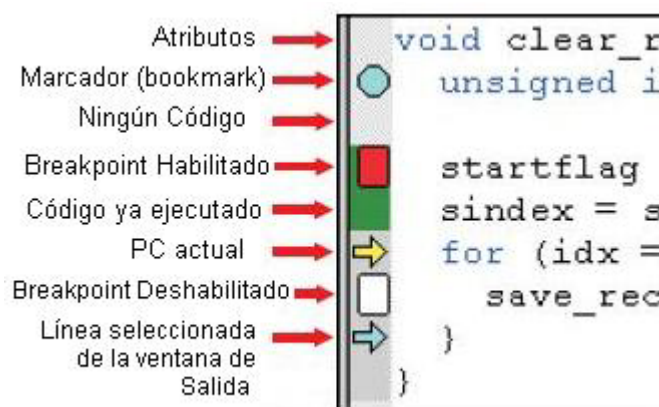 Atributos
void clear_r
Marcador (bookmark)
unsigned i
Ningún Código
Breakpoint Habilitado
startflag
Código ya ejecutado
sindex = s
PC actual
for (idx =
Breakpoint Deshabilitado
save_rec
Línea seleccionada
de la ventana de
Salida
}
}